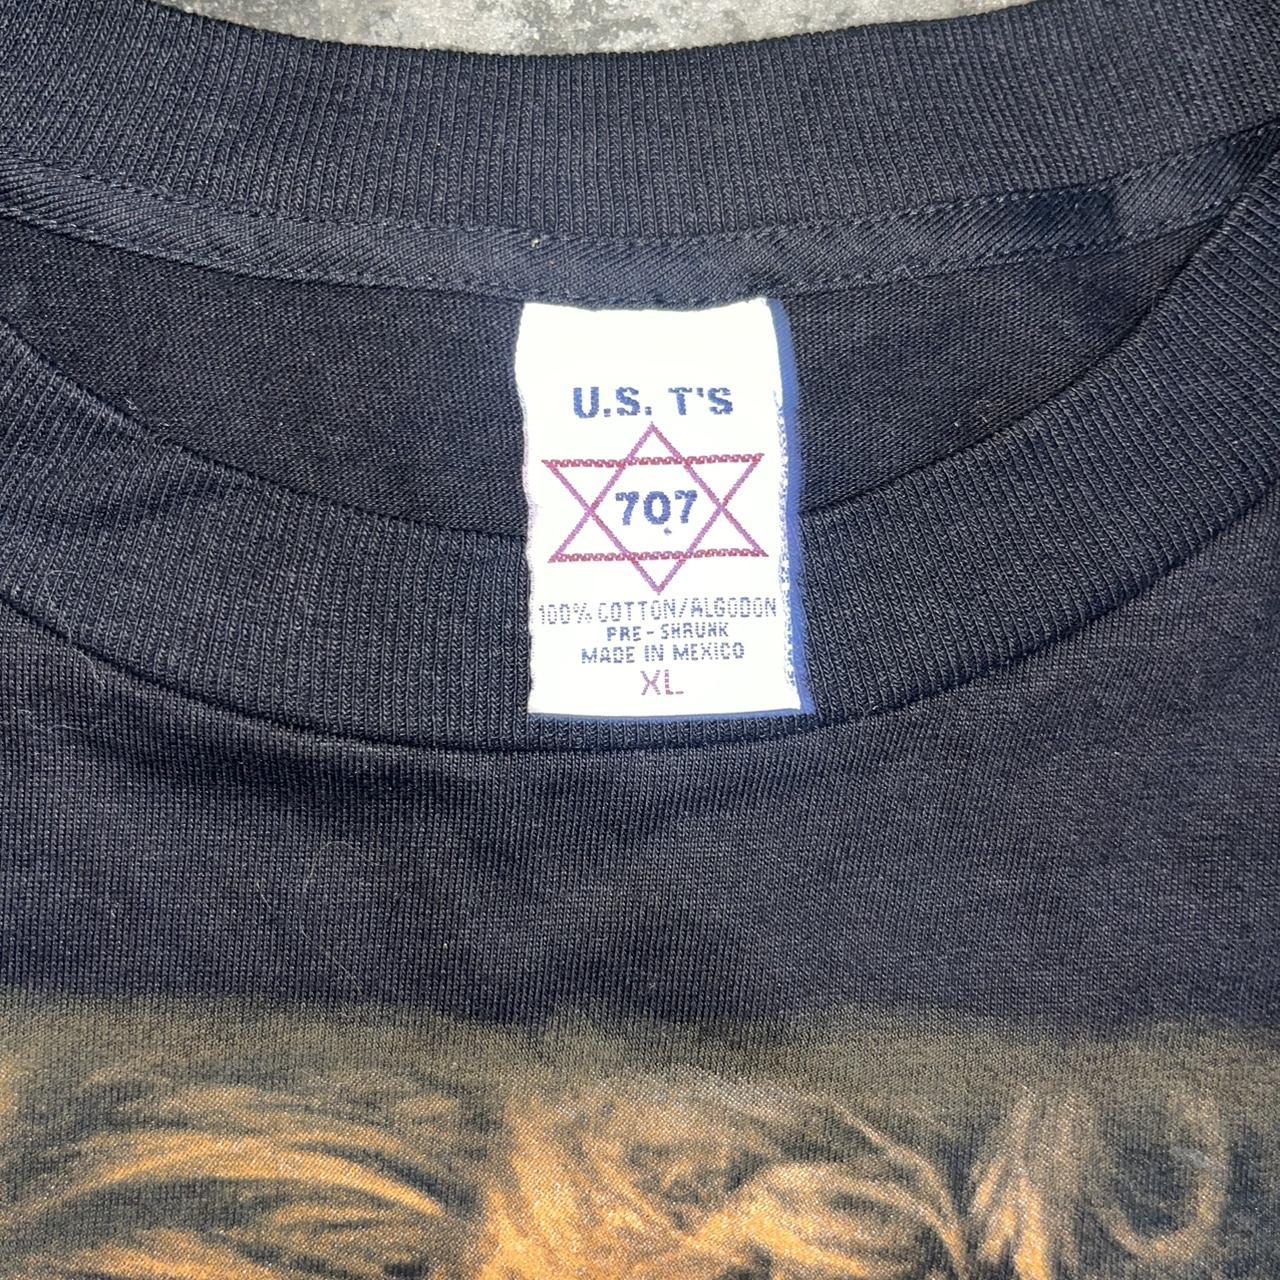 U.S. T'S
707
100% COTTON/ALGODON
PRE-SHRUNK
MADE IN MEXICO
XL